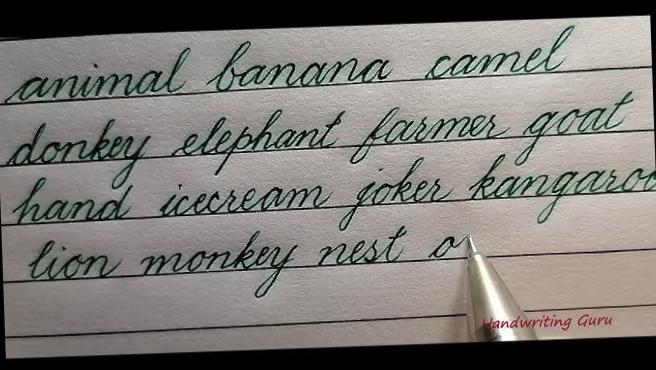 animal banana camel
donkey elephant farmer goat
hand icecream joker kangaroo
lion monkey nest o
Handwriting Guru